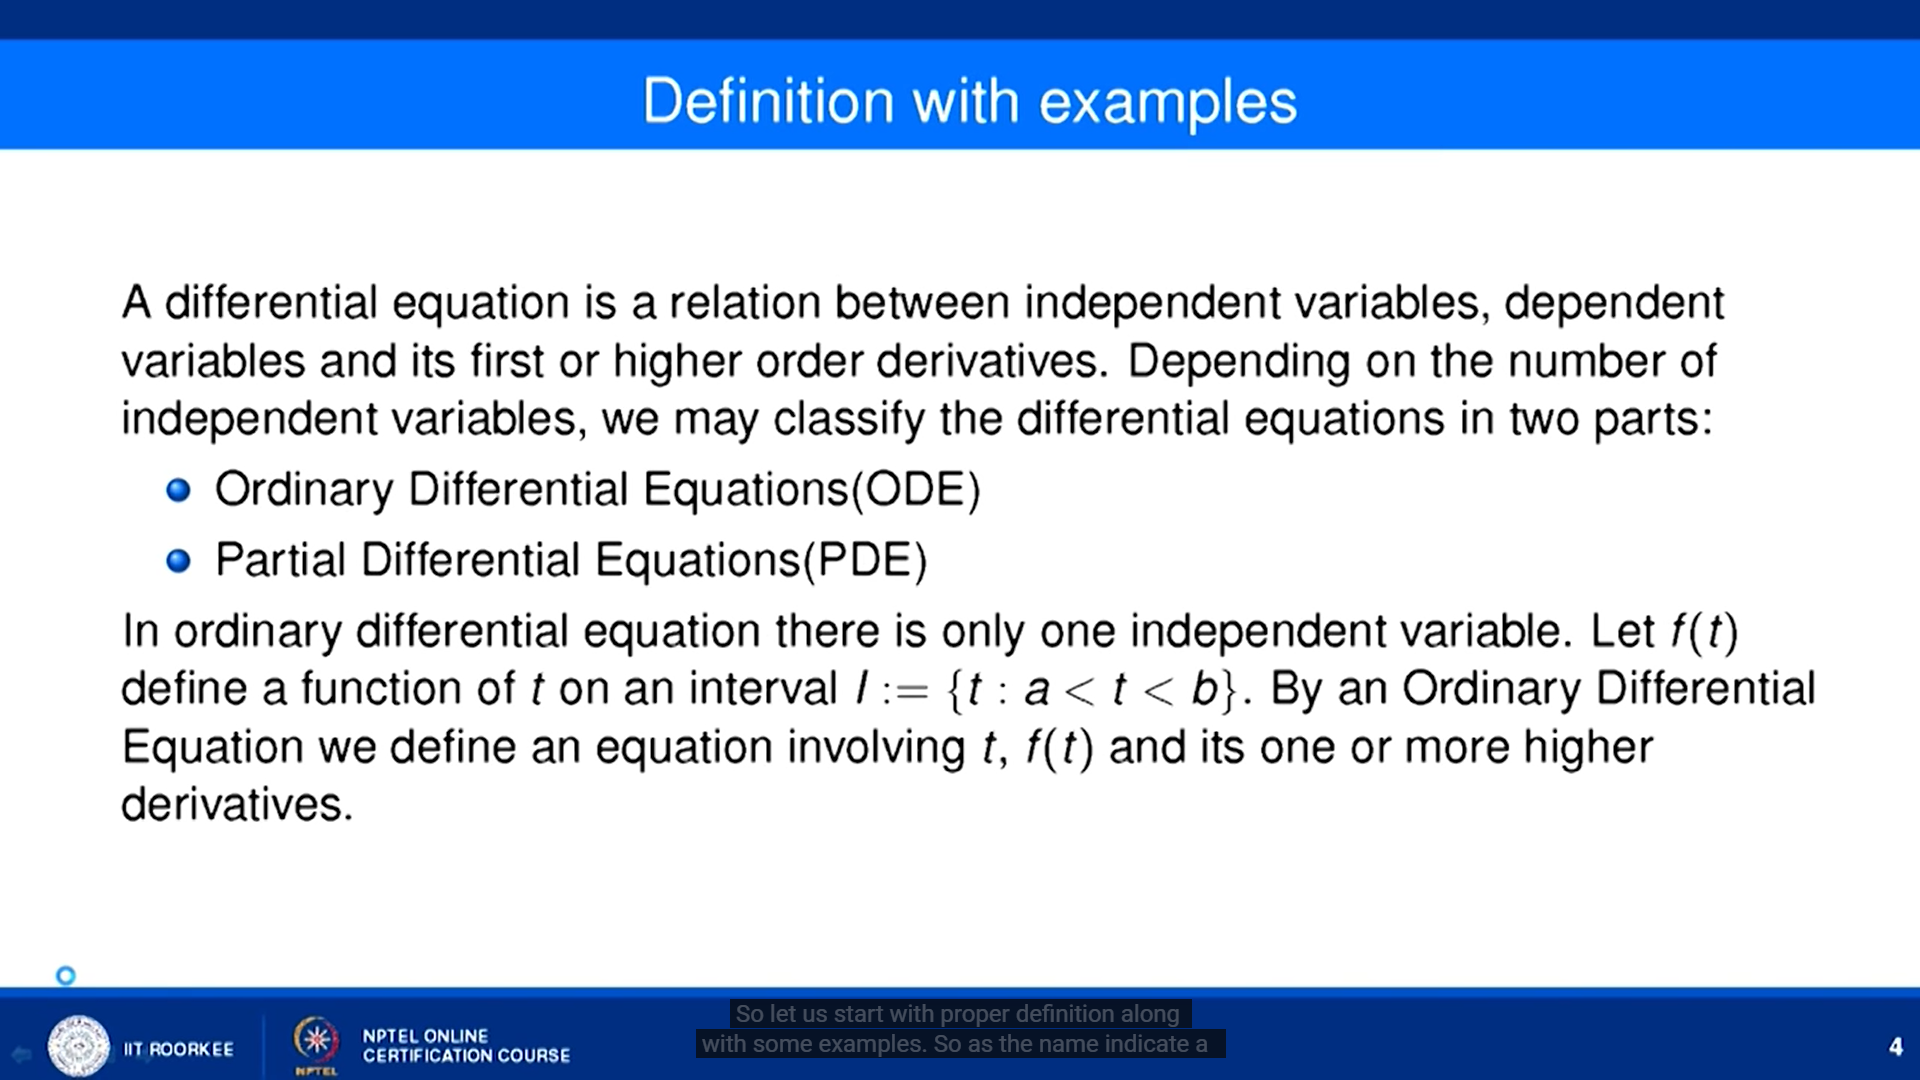 Definition with examples
A differential equation is a relation between independent variables, dependent
variables and its first or higher order derivatives. Depending on the number of
independent variables, we may classify the differential equations in two parts:
Ordinary Differential Equations(ODE)
Partial Differential Equations(PDE)
In ordinary differential equation there is only one independent variable. Let f(t)
define a function of t on an interval I := {t : a < t < b}. By an Ordinary Differential
Equation we define an equation involving t, f(t) and its one or more higher
derivatives.
So let us start with proper definition along
with some examples. So as the name indicate a
IIT ROORKEE
NPTEL
NPTEL ONLINE
CERTIFICATION COURSE
4